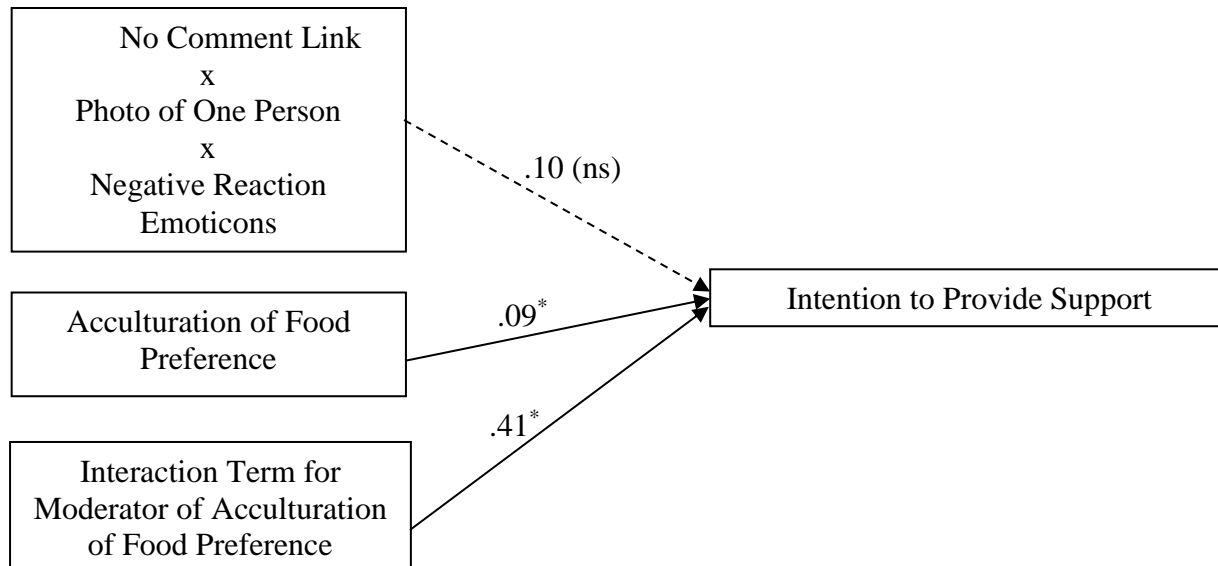 No Comment Link
x
Photo of One Person
x
Negative Reaction
Emoticons
.10 (ns)
Acculturation of Food
Preference
.09*
Intention to Provide Support
.41*
Interaction Term for
Moderator of Acculturation
of Food Preference